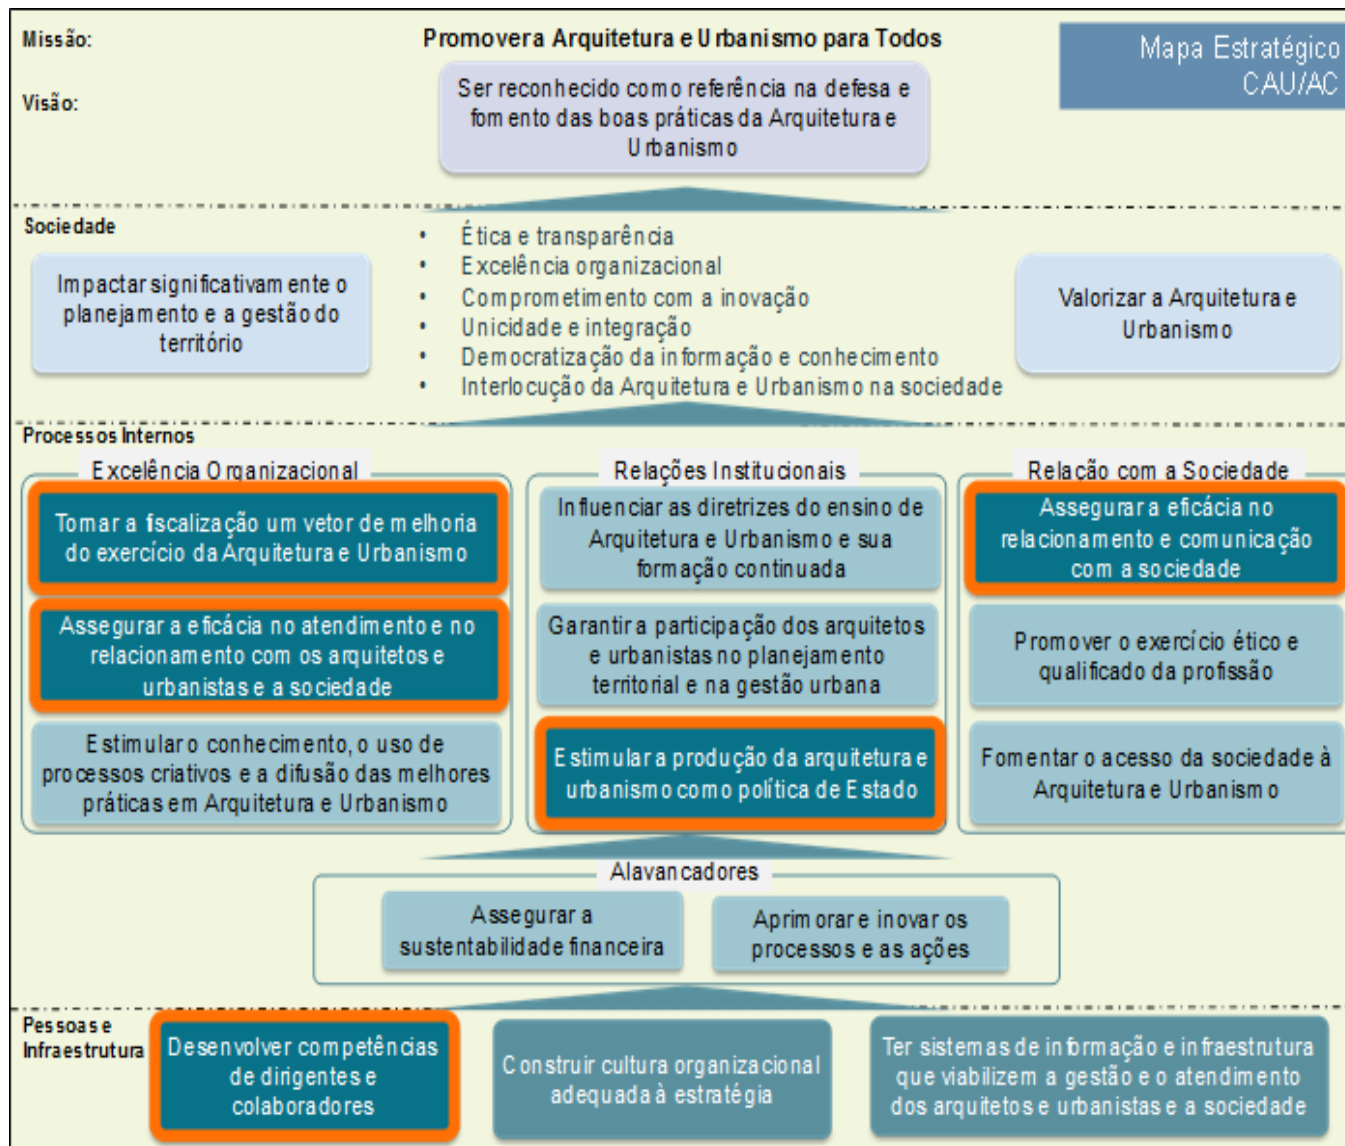 Missão:
Promover a Arquitetura e Urbanismo para Todos
Mapa Estratégico
CAU/AC
Visão:
Ser reconhecido como referência na defesa e
fomento das boas práticas da Arquitetura e
Urbanismo
Sociedade
Impactar significativamente o
planejamento e a gestão do
território
• Ética e transparência
• Excelência organizacional
• Comprometimento com a inovação
• Unicidade e integração
• Democratização da informação e conhecimento
• Interlocução da Arquitetura e Urbanismo na sociedade
Valorizar a Arquitetura e
Urbanismo
Processos Internos
Excelência Organizacional
Tornar a fiscalização um vetor de melhoria
do exercício da Arquitetura e Urbanismo
Assegurar a eficácia no atendimento e no
relacionamento com os arquitetos e
urbanistas e a sociedade
Estimular o conhecimento, o uso de
processos criativos e a difusão das melhores
práticas em Arquitetura e Urbanismo
Relações Institucionais
Influenciar as diretrizes do ensino de
Arquitetura e Urbanismo e sua
formação continuada
Garantir a participação dos arquitetos
e urbanistas no planejamento
territorial e na gestão urbana
Estimular a produção da arquitetura e
urbanismo como política de Estado
Relação com a Sociedade
Assegurar a eficácia no
relacionamento e comunicação
com a sociedade
Promover o exercício ético e
qualificado da profissão
Fomentar o acesso da sociedade à
Arquitetura e Urbanismo
Alavancadores
Assegurar a
sustentabilidade financeira
Aprimorar e inovar os
processos e as ações
Pessoas e
Infraestrutura
Desenvolver competências
de dirigentes e
colaboradores
Construir cultura organizacional
adequada à estratégia
Ter sistemas de informação e infraestrutura
que viabilizem a gestão e o atendimento
dos arquitetos e urbanistas e a sociedade